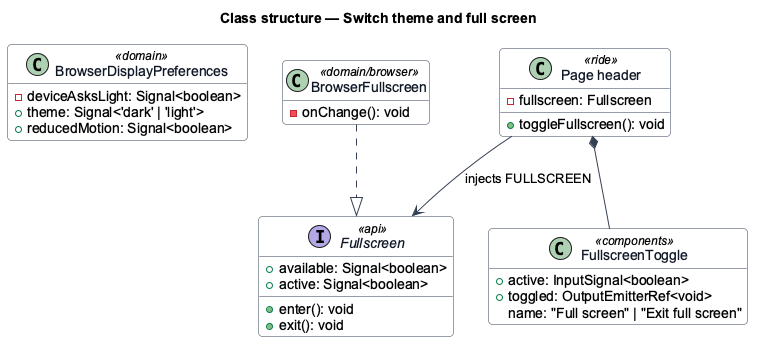 Class structure — Switch theme and full screen
C
«domain»
BrowserDisplayPreferences
deviceAsksLight: Signal<boolean>
theme: Signal<'dark' | 'light'>
reducedMotion: Signal<boolean>
C
«domain/browser»
BrowserFullscreen
onChange(): void
C
«ride»
Page header
fullscreen: Fullscreen
toggleFullscreen(): void
injects FULLSCREEN
I
«api»
Fullscreen
available: Signal<boolean>
active: Signal<boolean>
enter(): void
exit(): void
C
«components»
FullscreenToggle
active: InputSignal<boolean>
toggled: OutputEmitterRef<void>
name: "Full screen" | "Exit full screen"